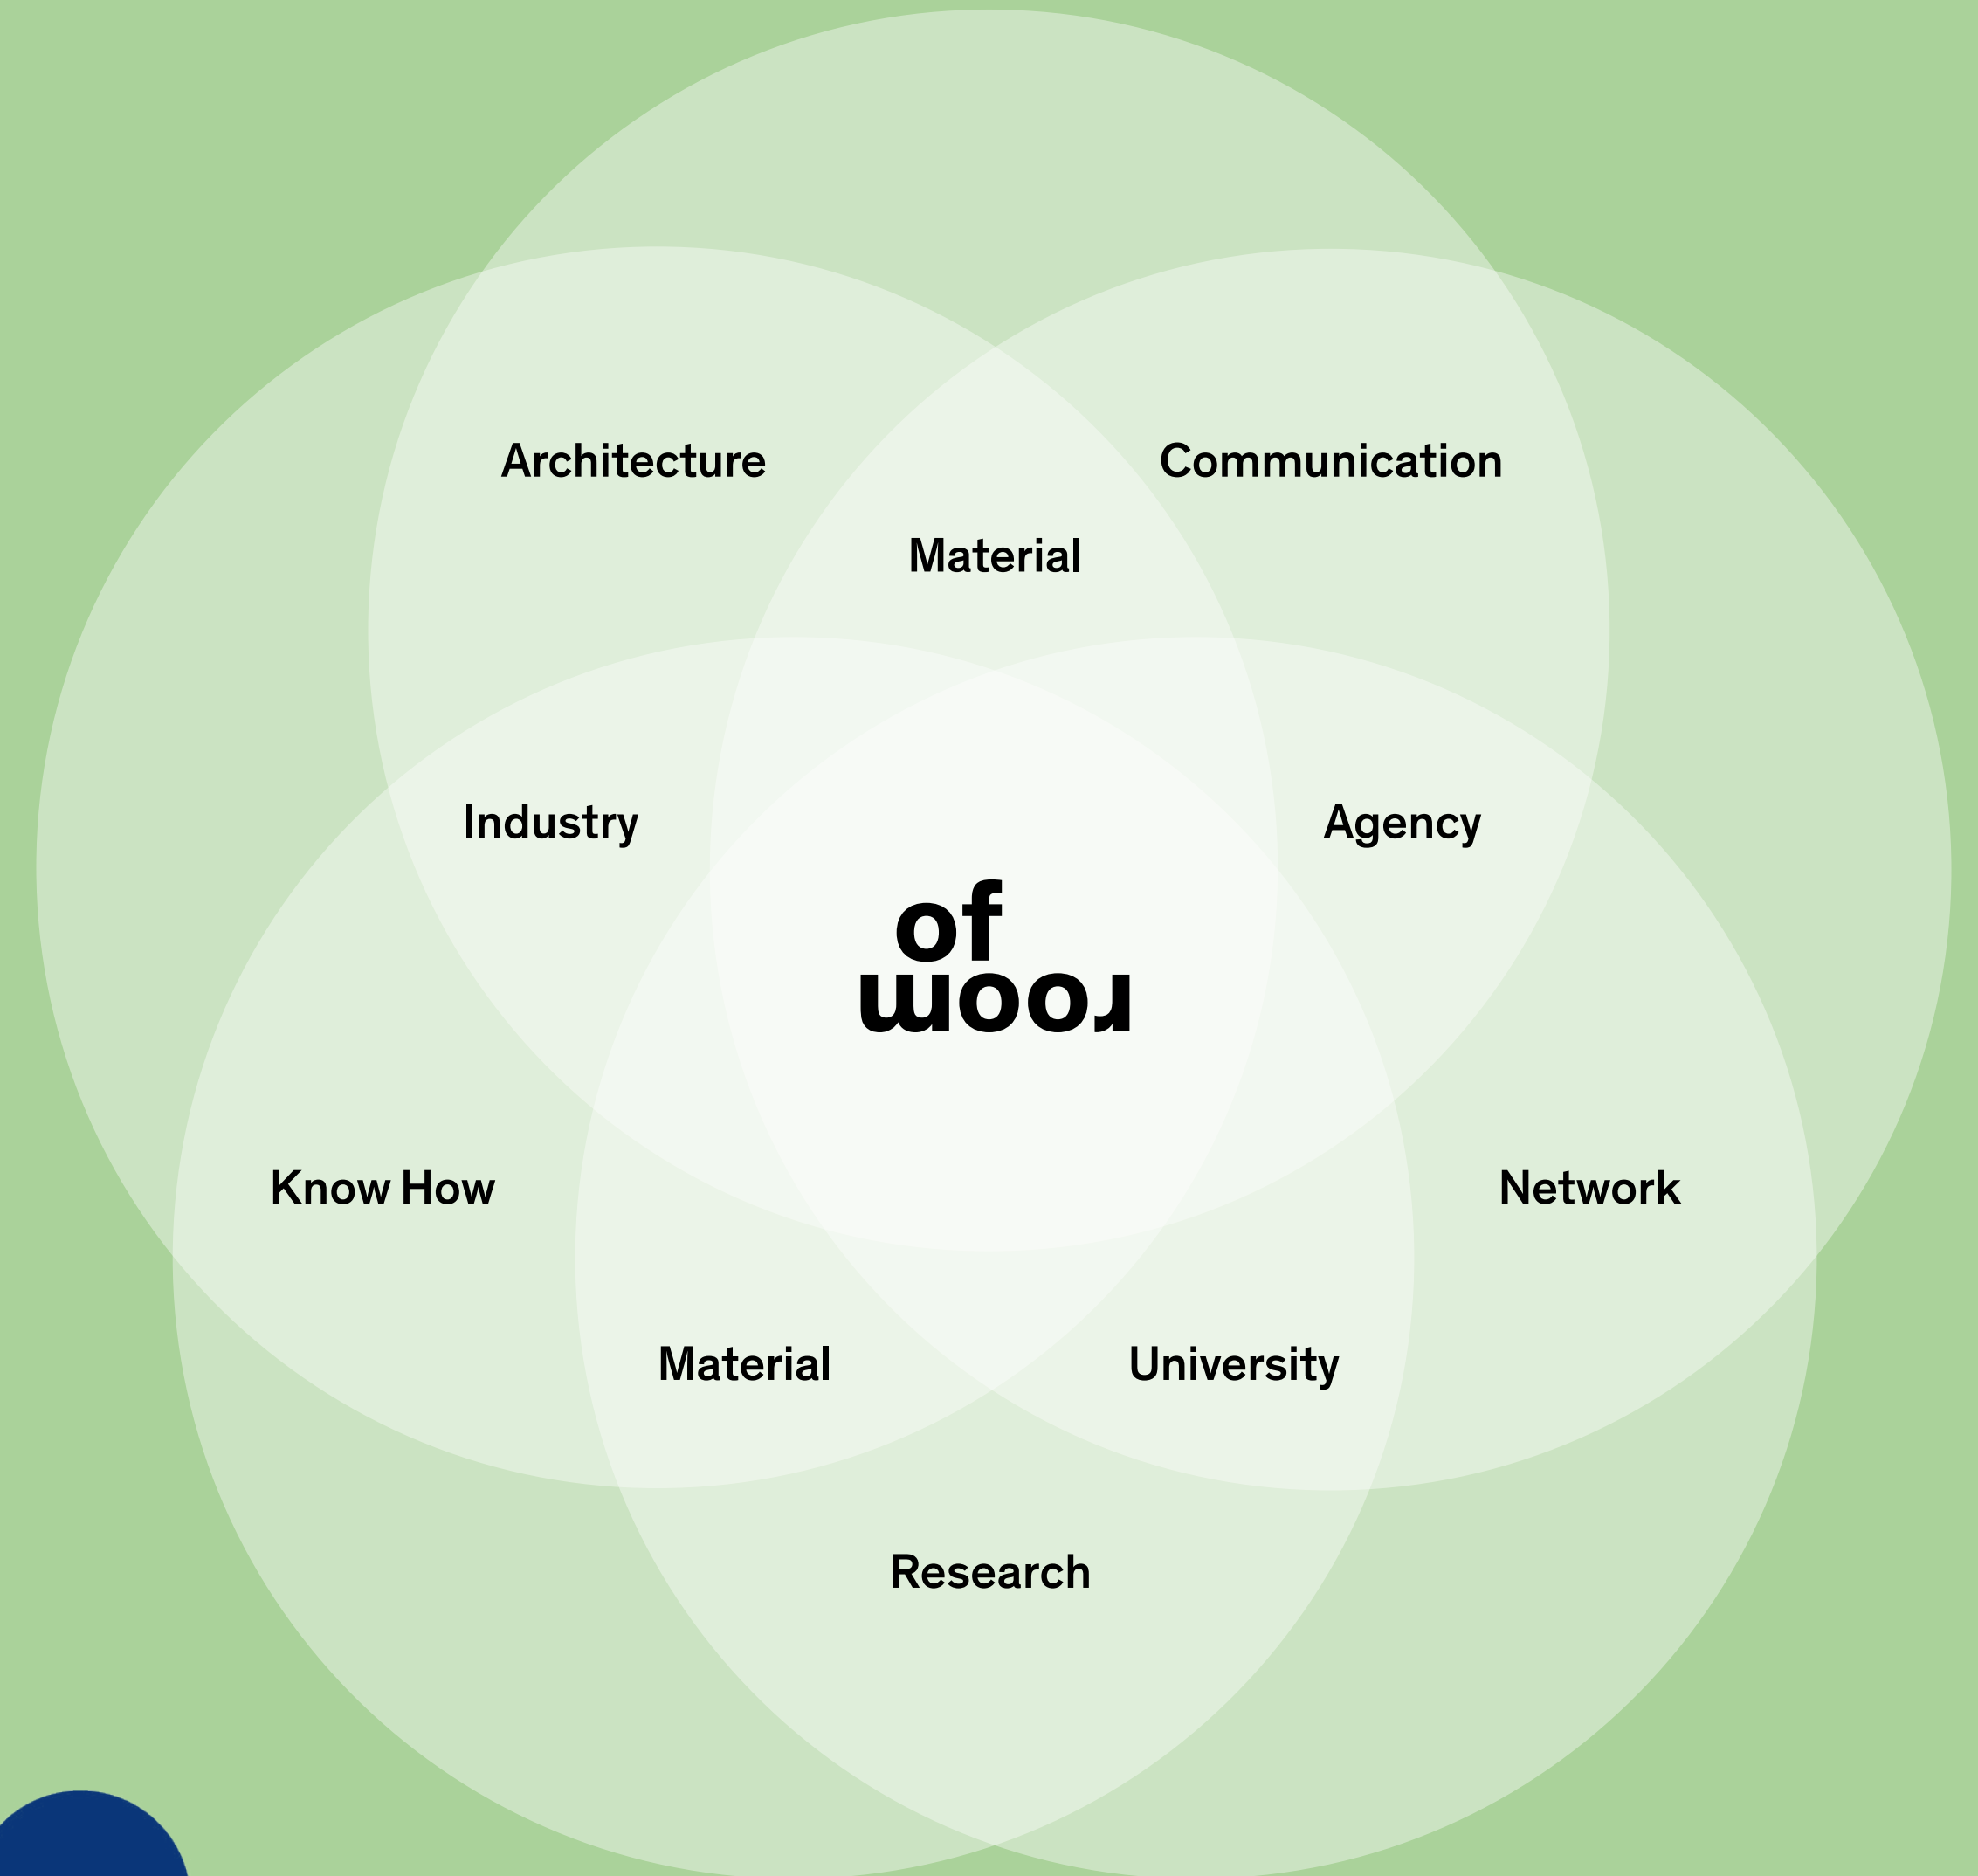 Architecture
Communication
Material
Industry
Agency
of
room
Know How
Network
Material
University
Research